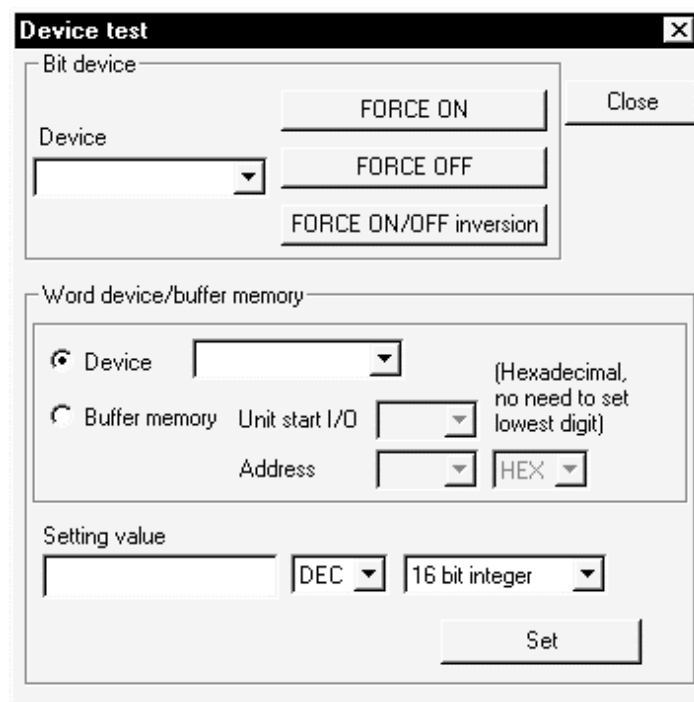 Device test
Bit device
FORCE ON
Close
Device
FORCE OFF
FORCE ON/OFF inversion
Word device/buffer memory
Device
(Hexadecimal,
no need to set
lowest digit)
Buffer memory
Unit start I/O
Address
HEX
Setting value
DEC
16 bit integer
Set